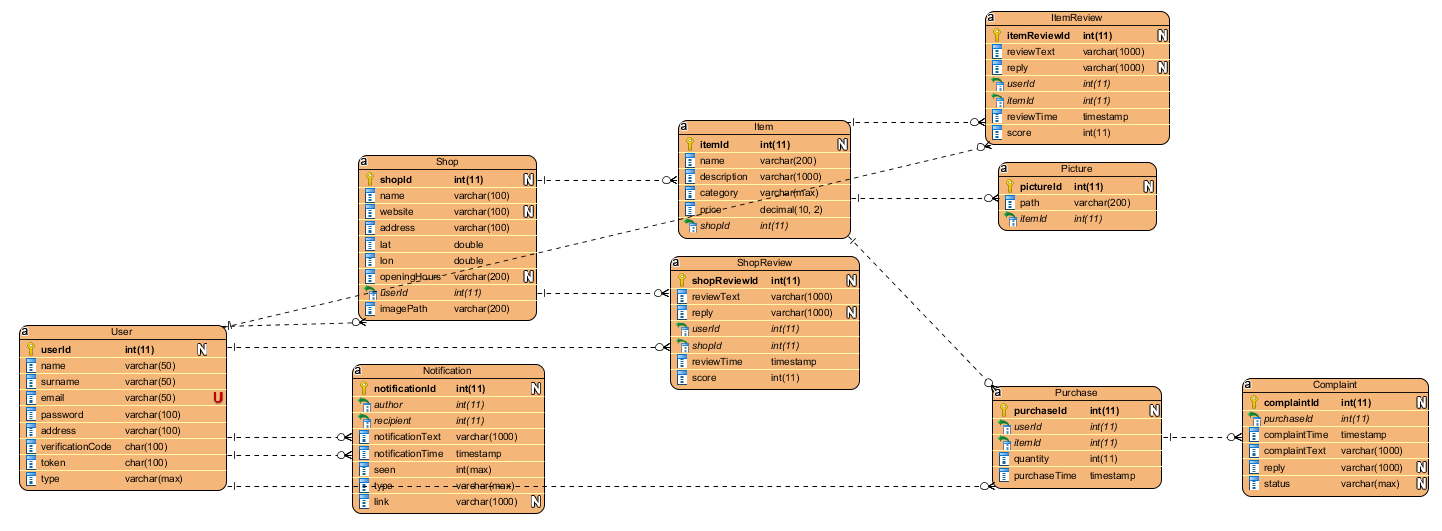 a ItemReview
itemReviewId int(11) N
reviewText varchar(1000)
reply varchar(1000) N
userId int(11)
itemId int(11)
reviewTime timestamp
score int(11)
a Item
itemId int(11) N
name varchar(200)
description varchar(1000)
category varchar(max)
price decimal(10, 2)
shopId int(11)
a Shop
shopId int(11) N
name varchar(100)
website varchar(100) N
address varchar(100)
lat double
lon double
openingHours varchar(200) N
userId int(11)
imagePath varchar(200)
a Picture
pictureId int(11) N
path varchar(200)
itemId int(11)
a ShopReview
shopReviewId int(11) N
reviewText varchar(1000)
reply varchar(1000) N
userId int(11)
shopId int(11)
reviewTime timestamp
score int(11)
a User
userId int(11) N
name varchar(50)
surname varchar(50)
email varchar(50) U
password varchar(100)
address varchar(100)
verificationCode char(100)
token char(100)
type varchar(max)
a Notification
notificationId int(11) N
author int(11)
recipient int(11)
notificationText varchar(1000)
notificationTime timestamp
seen int(max)
type varchar(max)
link varchar(1000) N
a Purchase
purchaseId int(11) N
userId int(11)
itemId int(11)
quantity int(11)
purchaseTime timestamp
a Complaint
complaintId int(11) N
purchaseId int(11)
complaintTime timestamp
complaintText varchar(1000)
reply varchar(1000) N
status varchar(max) N